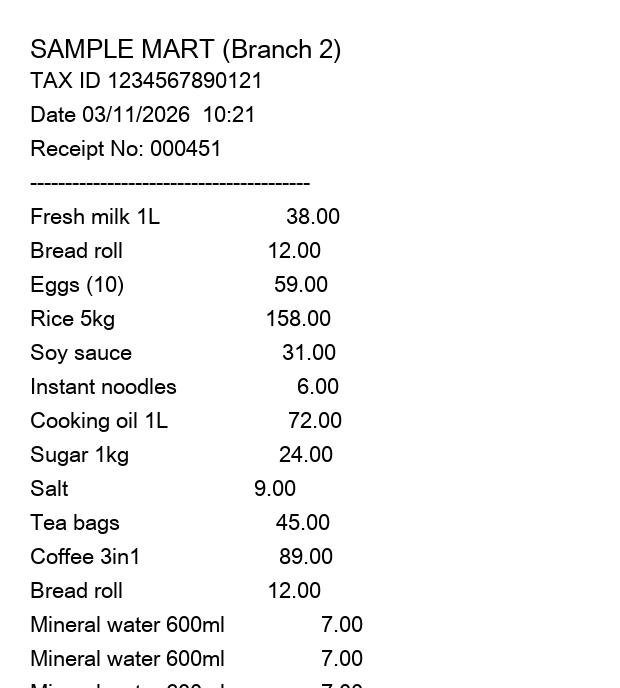 SAMPLE MART (Branch 2)
TAX ID 1234567890121
Date 03/11/2026  10:21
Receipt No: 000451
----------------------------------------
Fresh milk 1L 38.00
Bread roll 12.00
Eggs (10) 59.00
Rice 5kg 158.00
Soy sauce 31.00
Instant noodles 6.00
Cooking oil 1L 72.00
Sugar 1kg 24.00
Salt 9.00
Tea bags 45.00
Coffee 3in1 89.00
Bread roll 12.00
Mineral water 600ml 7.00
Mineral water 600ml 7.00